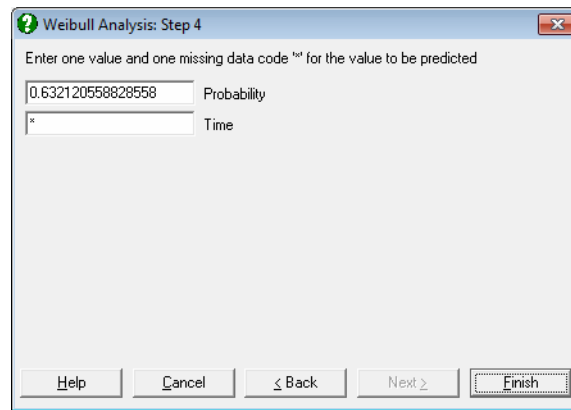 Weibull Analysis: Step 4
Enter one value and one missing data code '*' for the value to be predicted
0.632120558828558 Probability
* Time
Help Cancel < Back Next > Finish